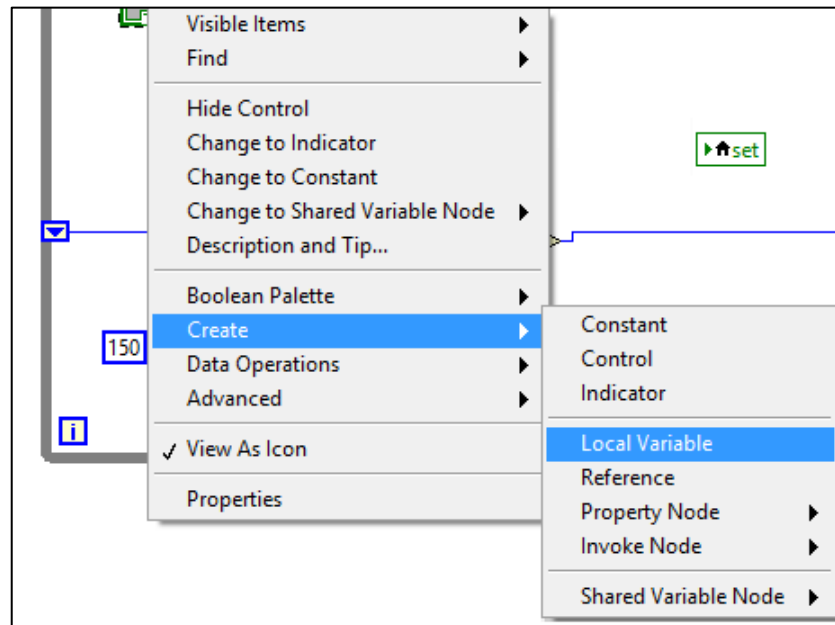 Visible Items
Find
Hide Control
Change to Indicator
Change to Constant
Change to Shared Variable Node
Description and Tip...
Boolean Palette
Create
Data Operations
Advanced
View As Icon
Properties
Constant
Control
Indicator
Local Variable
Reference
Property Node
Invoke Node
Shared Variable Node
set
150
i